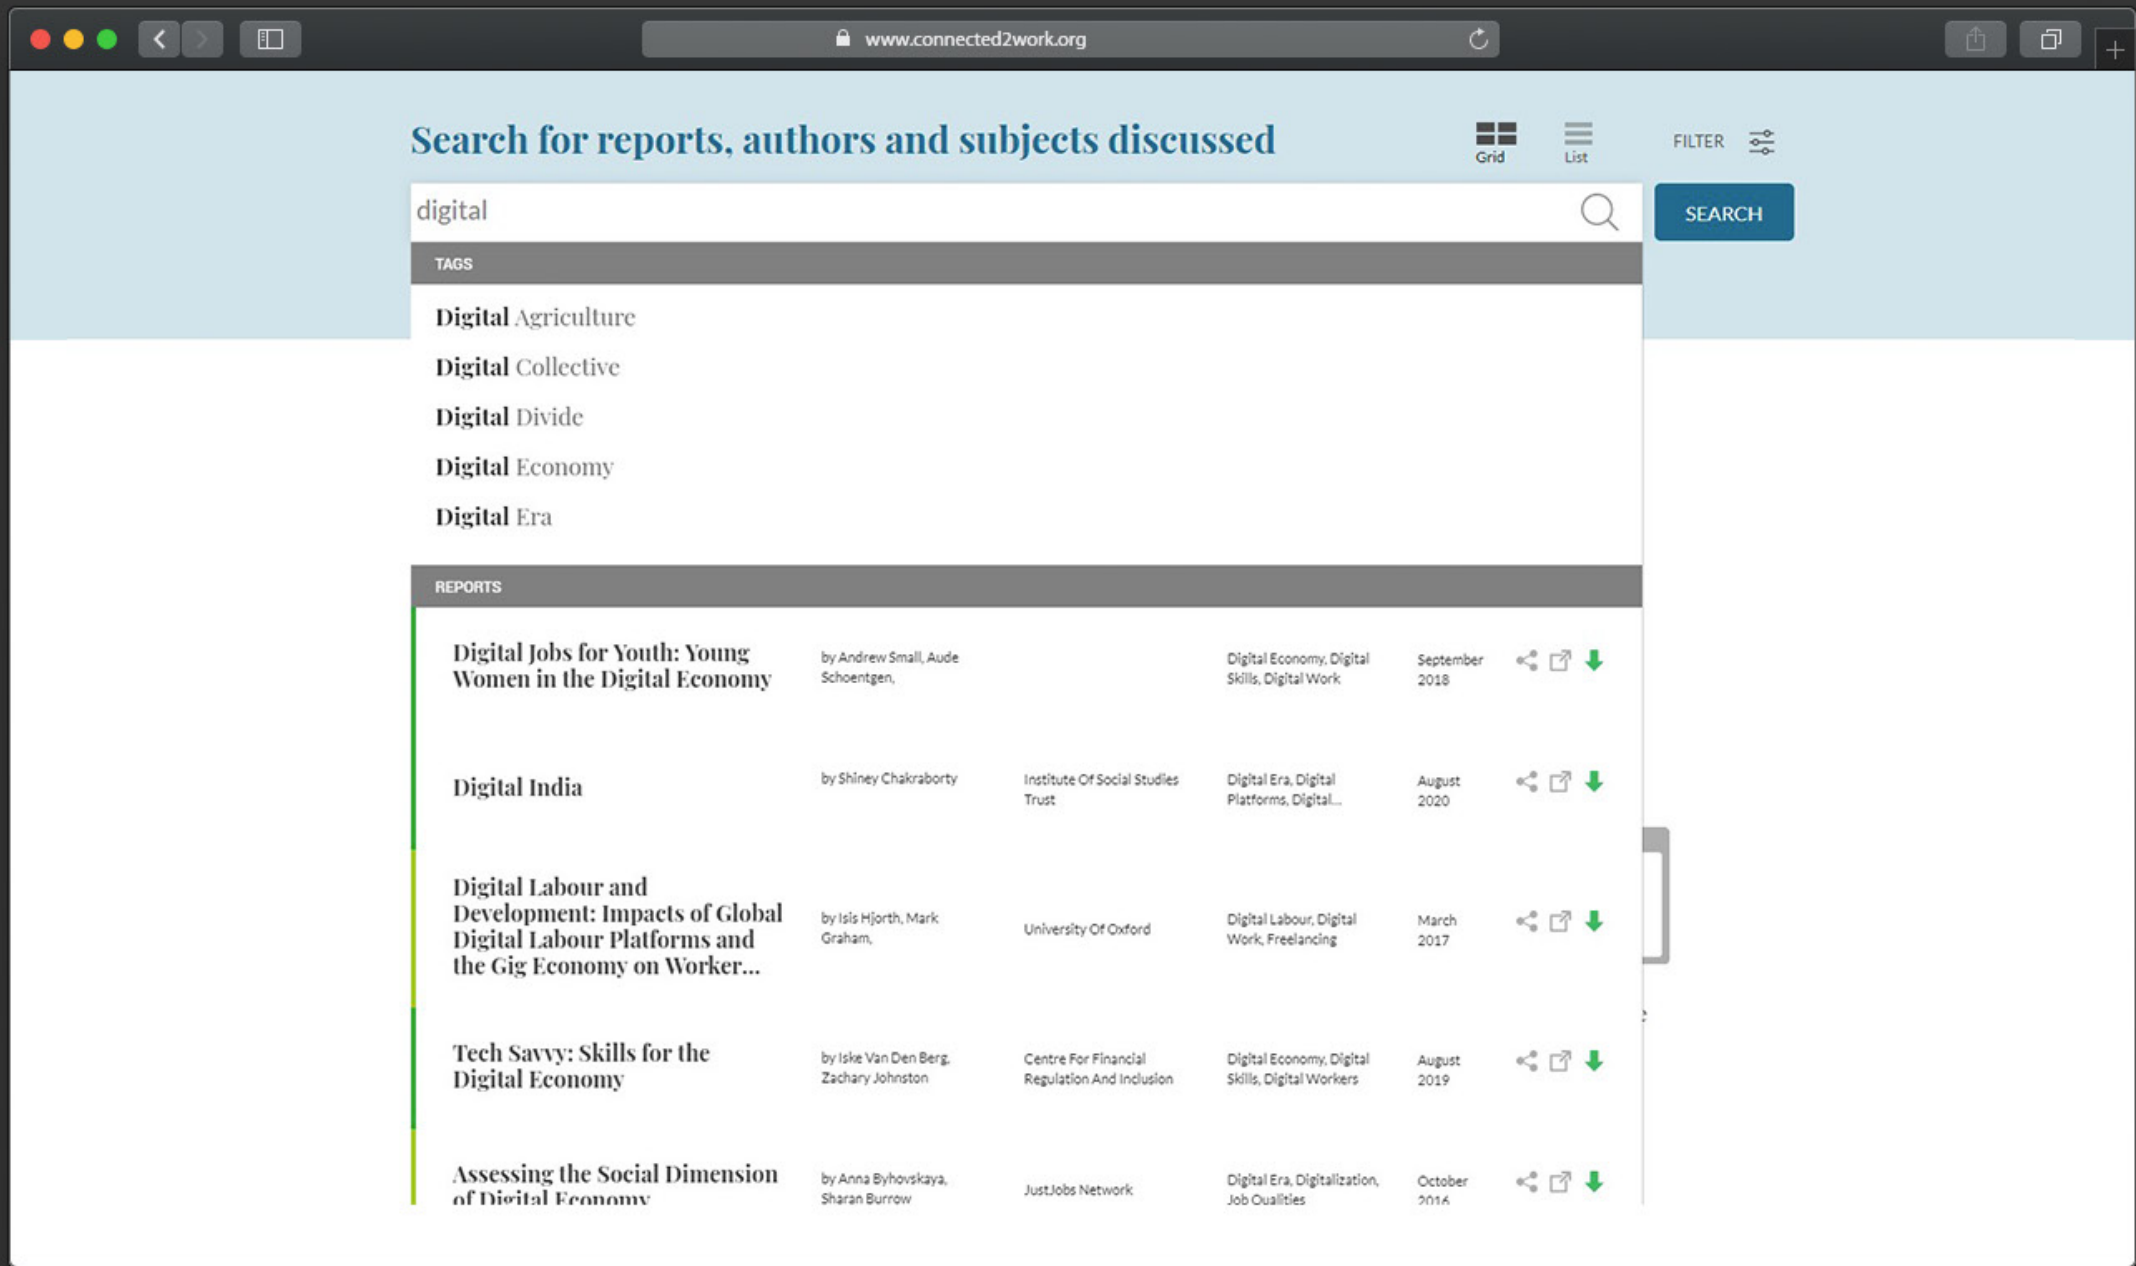 www.connected2work.org
Search for reports, authors and subjects discussed
Grid
List
FILTER
digital
SEARCH
TAGS
Digital Agriculture
Digital Collective
Digital Divide
Digital Economy
Digital Era
REPORTS
Digital Jobs for Youth: Young
Women in the Digital Economy
by Andrew Small, Aude
Schoentgen,
Digital Economy, Digital
Skills, Digital Work
September
2018
Digital India
by Shiney Chakraborty
Institute Of Social Studies
Trust
Digital Era, Digital
Platforms, Digital...
August
2020
Digital Labour and
Development: Impacts of Global
Digital Labour Platforms and
the Gig Economy on Worker...
by Isis Hjorth, Mark
Graham,
University Of Oxford
Digital Labour, Digital
Work, Freelancing
March
2017
Tech Savvy: Skills for the
Digital Economy
by Iske Van Den Berg,
Zachary Johnston
Centre For Financial
Regulation And Inclusion
Digital Economy, Digital
Skills, Digital Workers
August
2019
Assessing the Social Dimension
of Digital Economy
by Anna Byhovskaya,
Sharan Burrow
JustJobs Network
Digital Era, Digitalization,
Job Qualities
October
2016